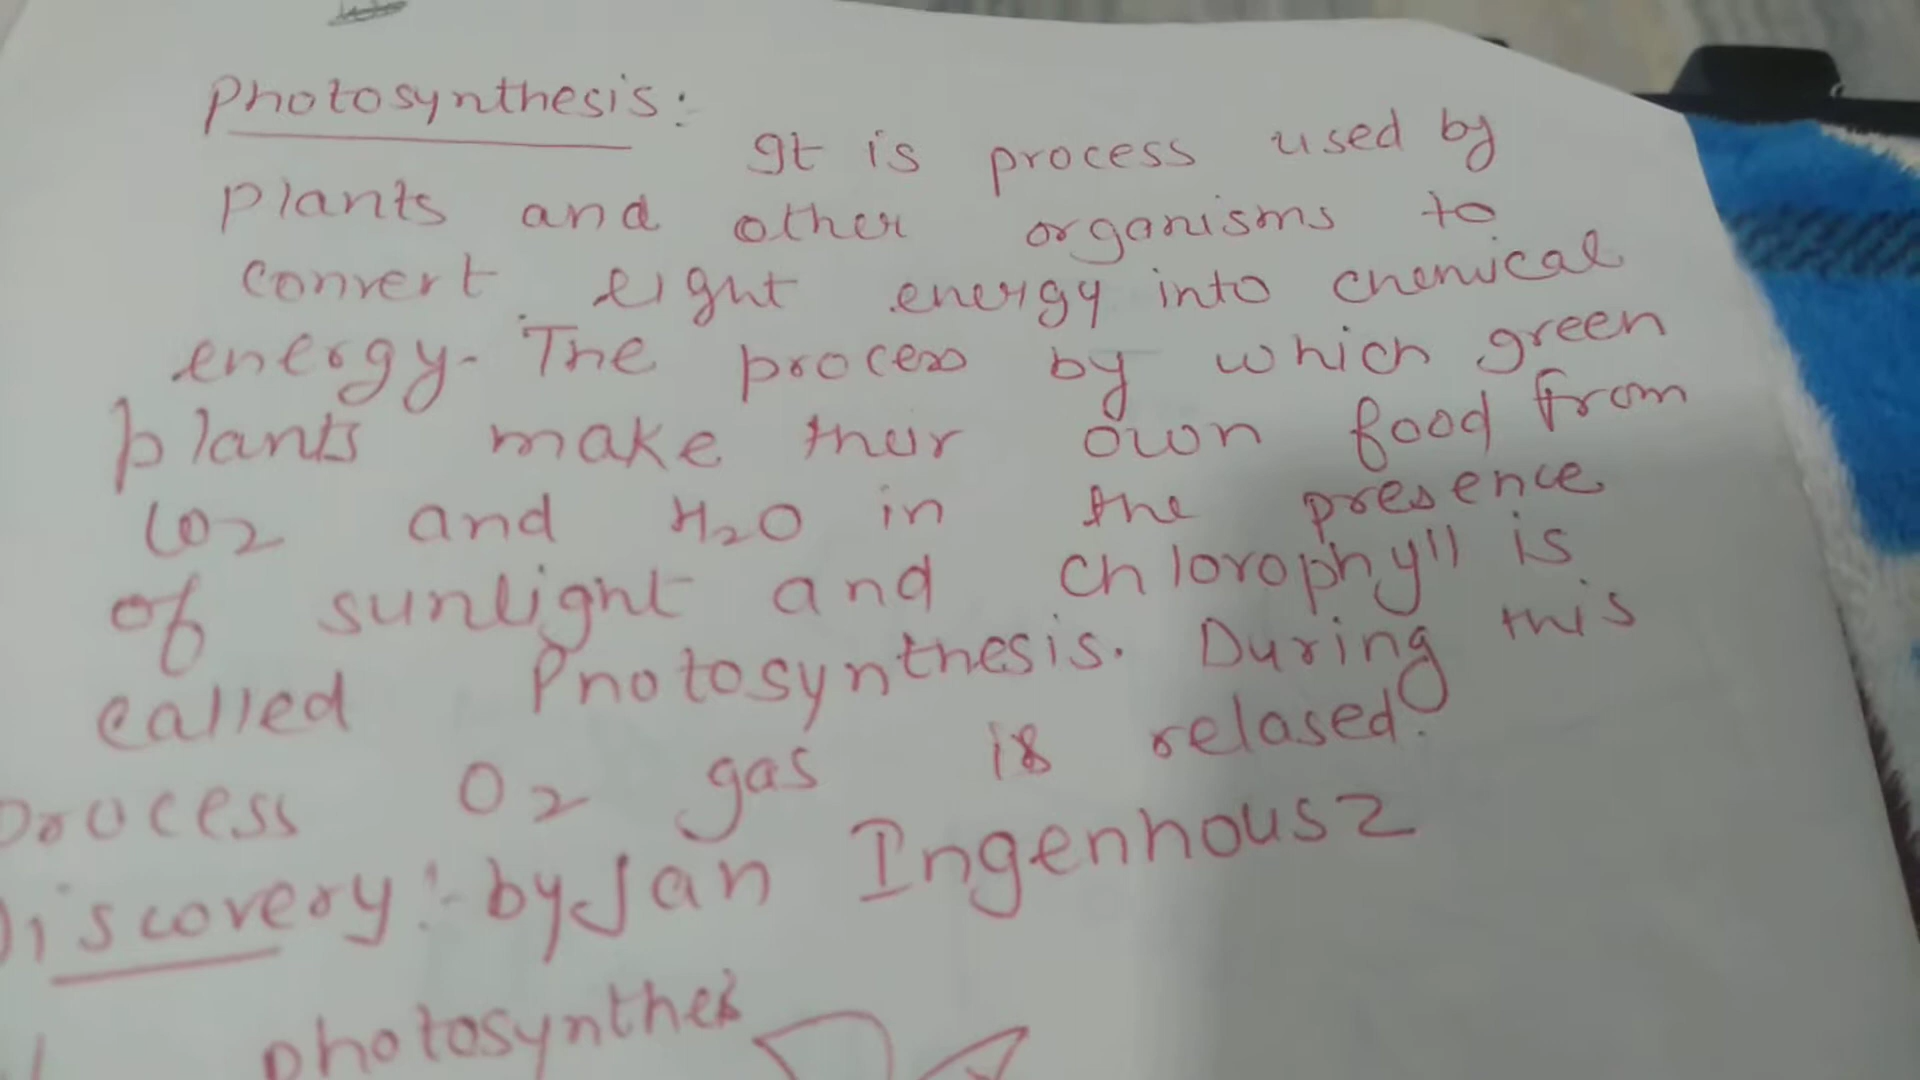 Photosynthesis:
It is process used by
plants and other organisms to
convert light energy into chemical
energy. The process by which green
plants make their own food from
CO2 and H2O in the presence
of sunlight and chlorophyll is
called Photosynthesis. During this
process O2 gas is relased.
Discovery:- by Jan Ingenhousz
photosynthes